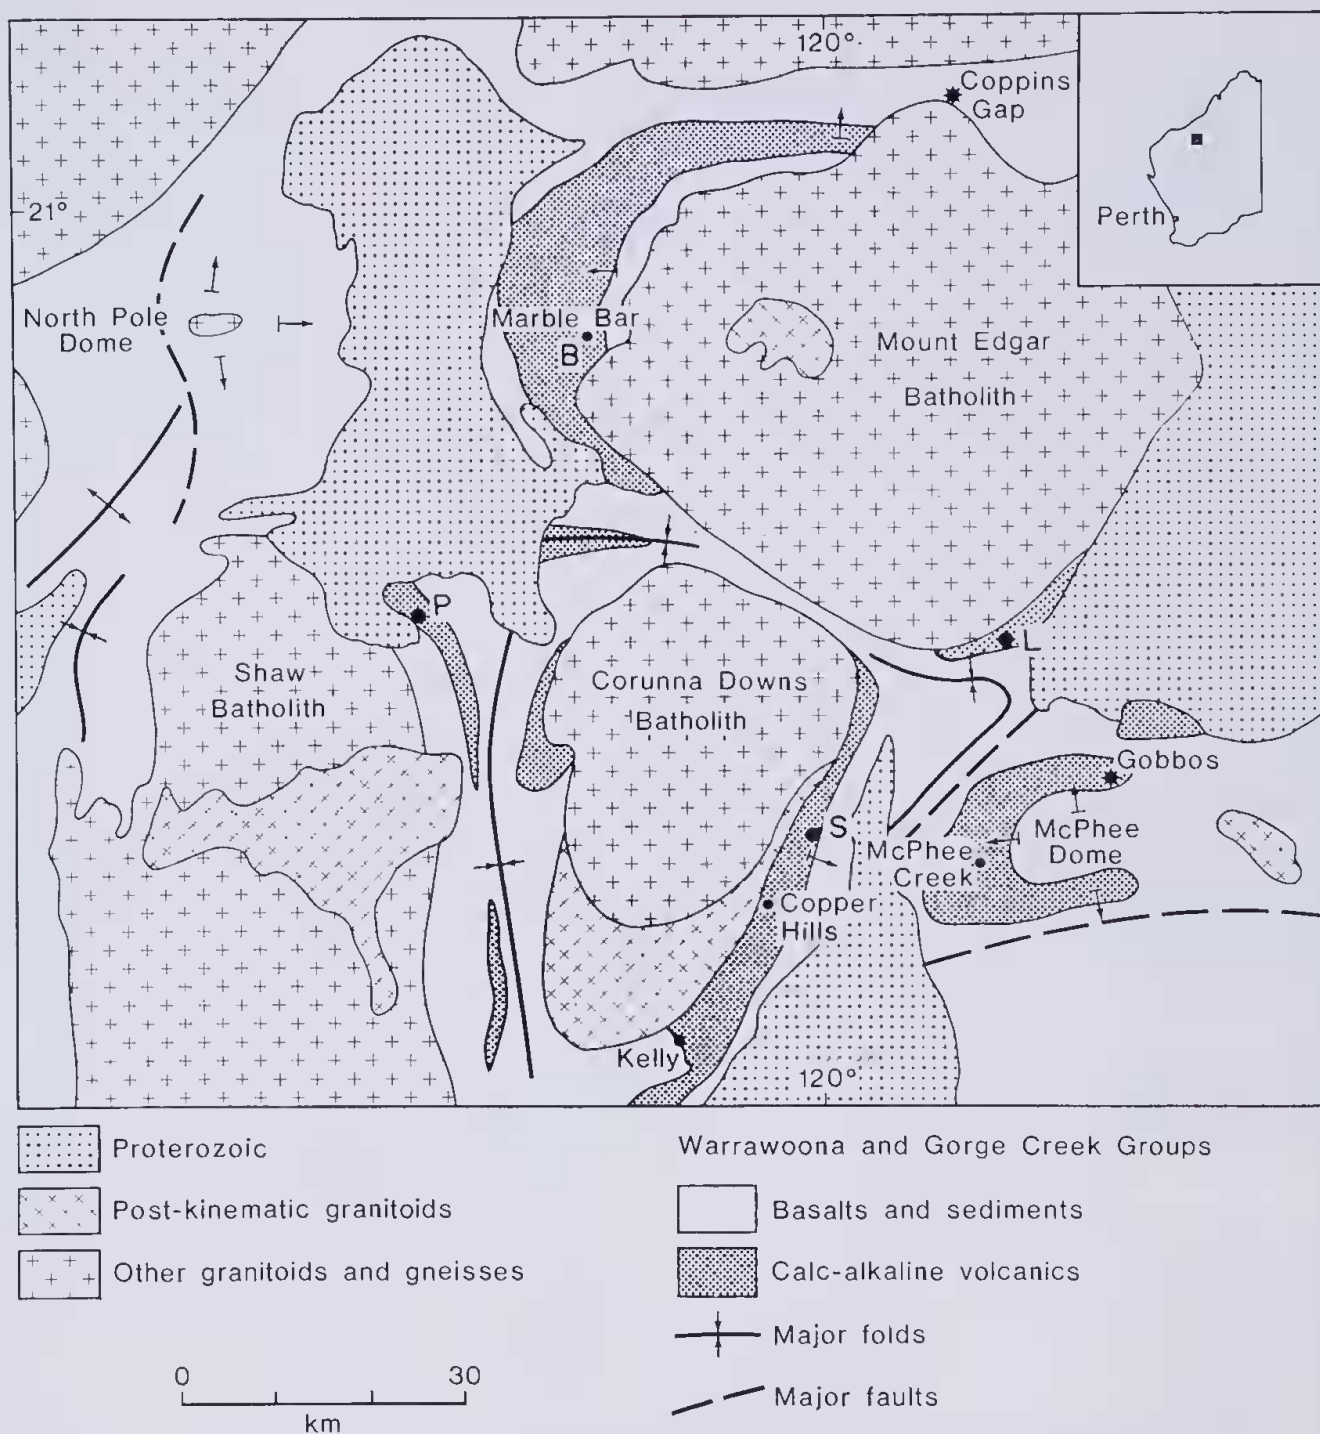 120°
Coppins
Gap
21°
Perth
North Pole
Dome
Marble Bar
B
Mount Edgar
Batholith
P
Shaw
Batholith
Corunna Downs
Batholith
L
Gobbos
S
McPhee
Creek
McPhee
Dome
Copper
Hills
Kelly
120°
Proterozoic
Post-kinematic granitoids
Other granitoids and gneisses
Warrawoona and Gorge Creek Groups
Basalts and sediments
Calc-alkaline volcanics
Major folds
Major faults
0 30
km